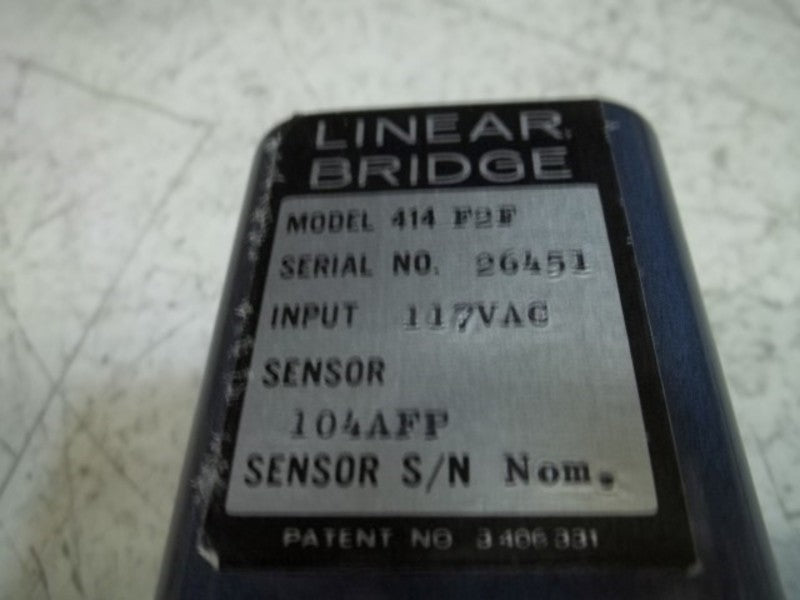 LINEAR
BRIDGE
MODEL 414 F2F
SERIAL NO. 26451
INPUT 117VAC
SENSOR
104AFP
SENSOR S/N Nom.
PATENT NO 3 406 331